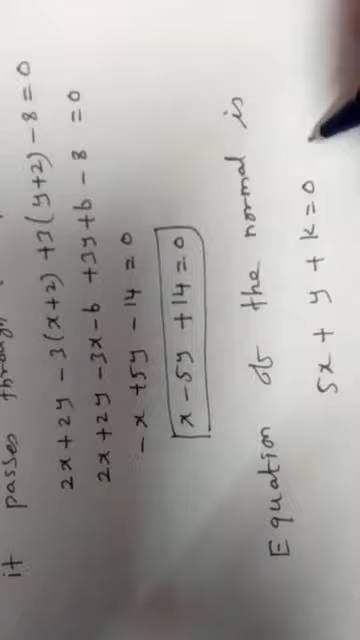 it passes through
2x + 2y - 3(x+2) + 3(y+2) - 8 = 0
2x + 2y - 3x - 6 + 3y + 6 - 8 = 0
- x + 5y - 14 = 0
x - 5y + 14 = 0
Equation of the normal is
5x + y + k = 0